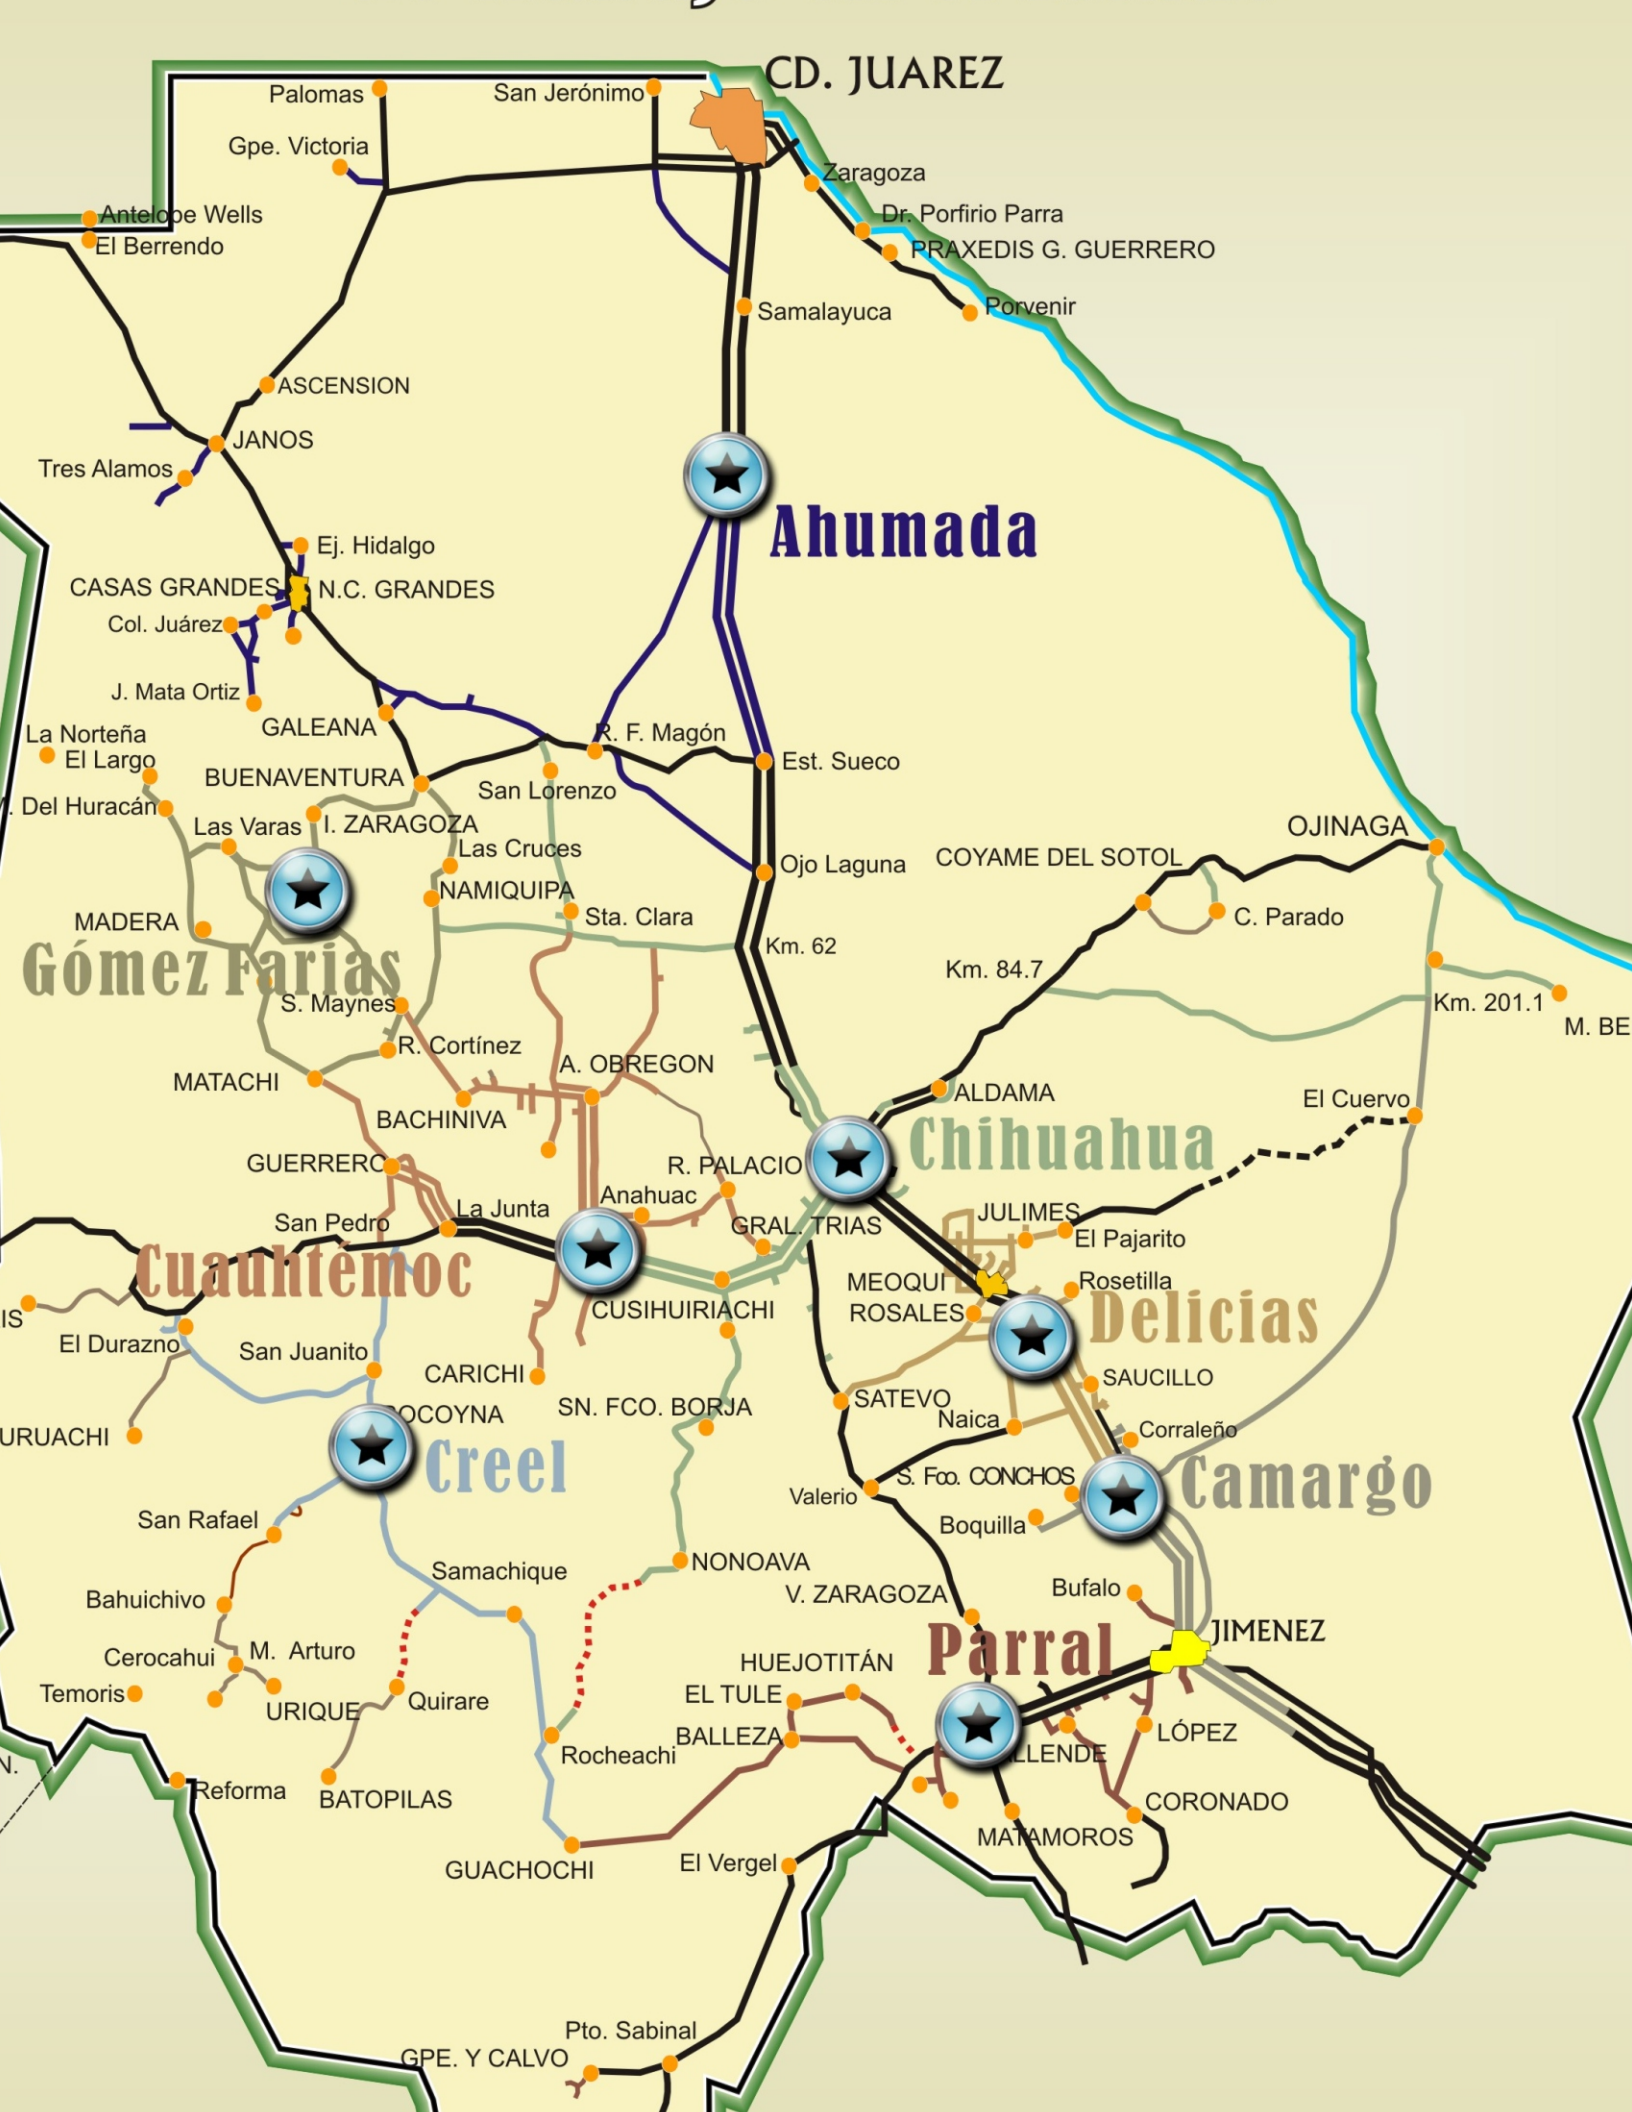 CD. JUAREZ
Palomas
San Jerónimo
Gpe. Victoria
Zaragoza
Antelope Wells
Dr. Porfirio Parra
El Berrendo
PRAXEDIS G. GUERRERO
Samalayuca
Porvenir
ASCENSION
JANOS
Tres Alamos
Ahumada
Ej. Hidalgo
CASAS GRANDES
N.C. GRANDES
Col. Juárez
J. Mata Ortiz
GALEANA
La Norteña
R. F. Magón
El Largo
Est. Sueco
BUENAVENTURA
San Lorenzo
. Del Huracán
Las Varas
I. ZARAGOZA
OJINAGA
Las Cruces
COYAME DEL SOTOL
Ojo Laguna
NAMIQUIPA
MADERA
Sta. Clara
C. Parado
Km. 62
Gómez Farias
Km. 84.7
S. Maynes
Km. 201.1
M. BE
R. Cortínez
A. OBREGON
MATACHI
ALDAMA
El Cuervo
BACHINIVA
Chihuahua
GUERRERO
R. PALACIO
Anahuac
La Junta
San Pedro
GRAL. TRIAS
JULIMES
El Pajarito
Cuauhtémoc
MEOQUI
Rosetilla
IS
CUSIHUIRIACHI
ROSALES
Delicias
El Durazno
San Juanito
CARICHI
SAUCILLO
SATEVO
SN. FCO. BORJA
Naica
OCOYNA
Corraleño
URUACHI
Creel
S. Fco. CONCHOS
Camargo
Valerio
San Rafael
Boquilla
Samachique
NONOAVA
Bufalo
V. ZARAGOZA
Bahuichivo
JIMENEZ
Parral
Cerocahui
M. Arturo
HUEJOTITÁN
Temoris
EL TULE
URIQUE
Quirare
BALLEZA
LÓPEZ
Rocheachi
LLENDE
N.
Reforma
BATOPILAS
CORONADO
MATAMOROS
GUACHOCHI
El Vergel
Pto. Sabinal
GPE. Y CALVO